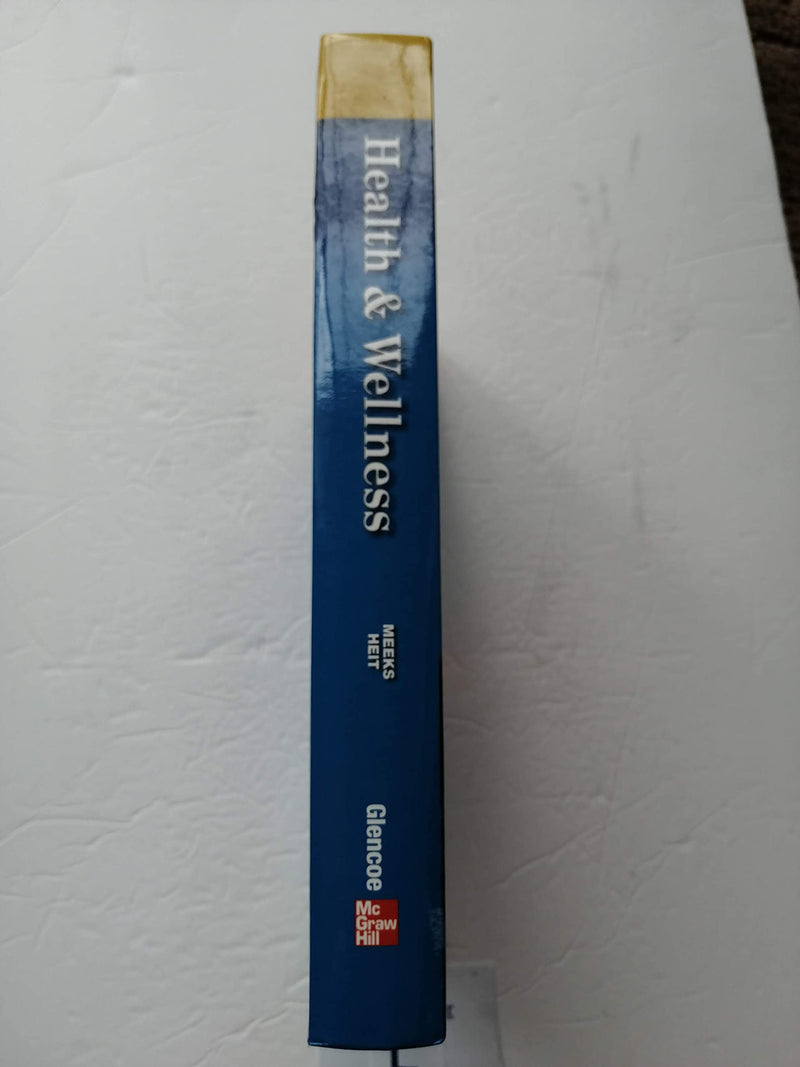 Health & Wellness
MEEKS
HEIT
Glencoe
Mc
Graw
Hill